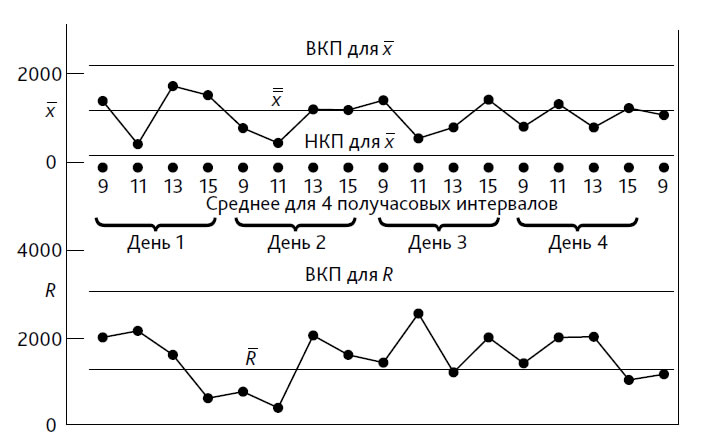 ВКП для x̅
2000
x̿
x̅
НКП для x̅
0
9 11 13 15 9 11 13 15 9 11 13 15 9 11 13 15 9
Среднее для 4 получасовых интервалов
День 1 День 2 День 3 День 4
4000
ВКП для R
R
2000
R̅
0